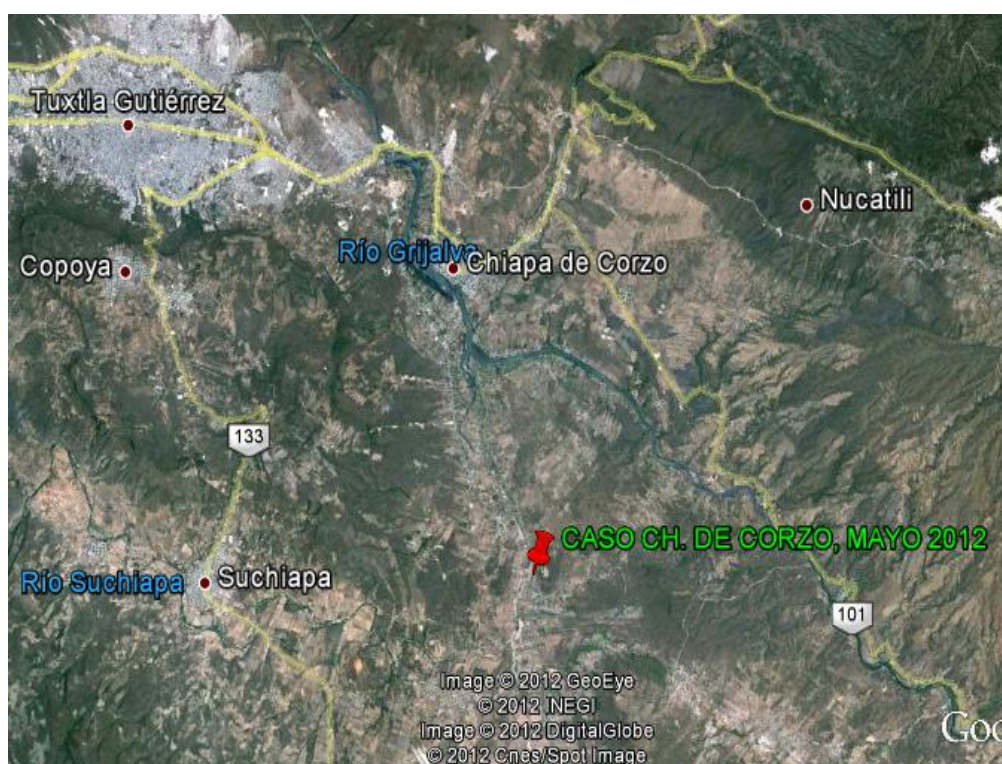 Tuxtla Gutiérrez
Nucatili
Río Grijalva
Chiapa de Corzo
Copoya
133
CASO CH. DE CORZO, MAYO 2012
Río Suchiapa
Suchiapa
101
Image © 2012 GeoEye
© 2012 INEGI
Image © 2012 DigitalGlobe
© 2012 Cnes/Spot Image
Goo